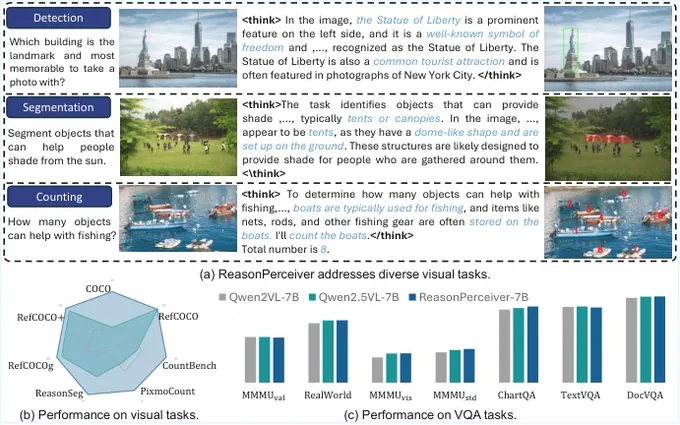 Detection
Which building is the
landmark and most
memorable to take a
photo with?
<think> In the image, the Statue of Liberty is a prominent
feature on the left side, and it is a well-known symbol of
freedom and ,..., recognized as the Statue of Liberty. The
Statue of Liberty is also a common tourist attraction and is
often featured in photographs of New York City. </think>
Segmentation
Segment objects that
can help people
shade from the sun.
<think>The task identifies objects that can provide
shade ,..., typically tents or canopies. In the image, ...,
appear to be tents, as they have a dome-like shape and are
set up on the ground. These structures are likely designed to
provide shade for people who are gathered around them.
<\think>
Counting
How many objects
can help with fishing?
<think> To determine how many objects can help with
fishing,..., boats are typically used for fishing, and items like
nets, rods, and other fishing gear are often stored on the
boats. I'll count the boats.</think>
Total number is 8.
(a) ReasonPerceiver addresses diverse visual tasks.
COCO
RefCOCO+
RefCOCO
RefCOCOg
CountBench
ReasonSeg
PixmoCount
(b) Performance on visual tasks.
Qwen2VL-7B
Qwen2.5VL-7B
ReasonPerceiver-7B
MMMUval
RealWorld
MMMUvis
MMMUstd
ChartQA
TextVQA
DocVQA
(c) Performance on VQA tasks.